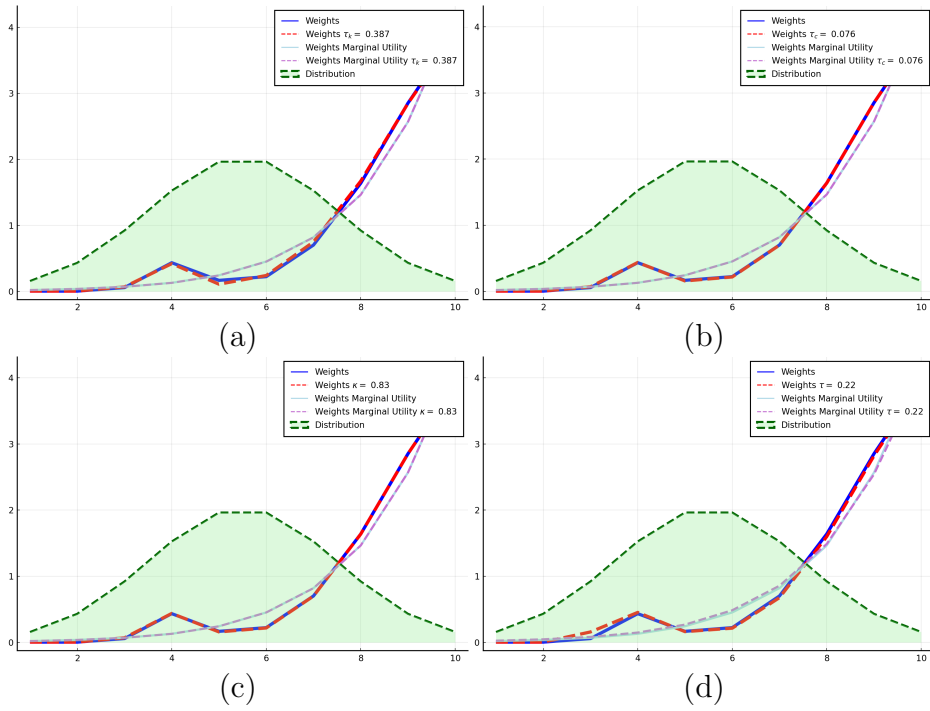 4
3
2
1
0
2
4
6
8
10
Weights
Weights τk = 0.387
Weights Marginal Utility
Weights Marginal Utility τk = 0.387
Distribution
(a)
4
3
2
1
0
2
4
6
8
10
Weights
Weights τc = 0.076
Weights Marginal Utility
Weights Marginal Utility τc = 0.076
Distribution
(b)
4
3
2
1
0
2
4
6
8
10
Weights
Weights κ = 0.83
Weights Marginal Utility
Weights Marginal Utility κ = 0.83
Distribution
(c)
4
3
2
1
0
2
4
6
8
10
Weights
Weights τ = 0.22
Weights Marginal Utility
Weights Marginal Utility τ = 0.22
Distribution
(d)